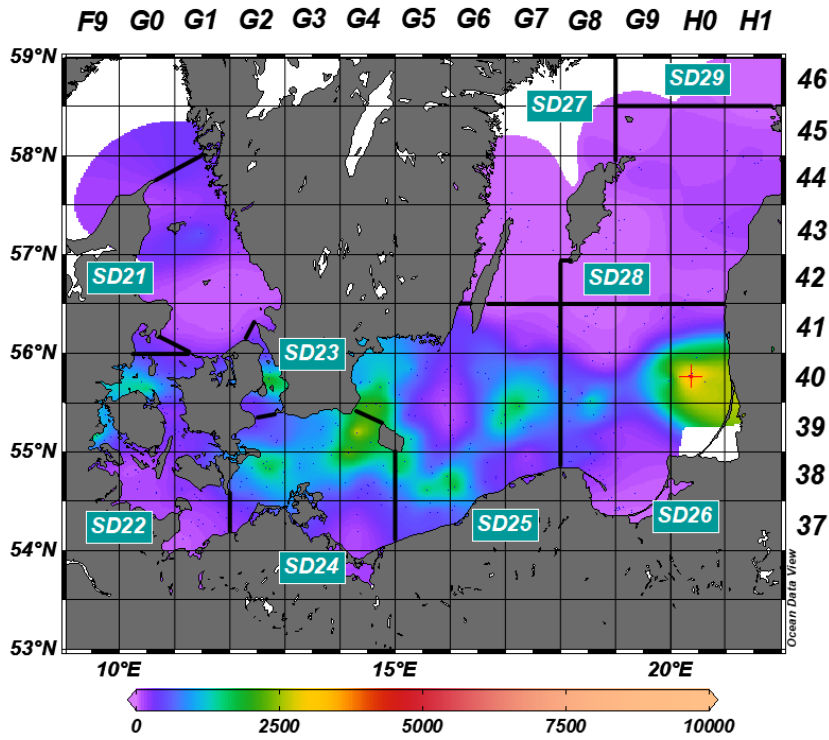 F9 G0 G1 G2 G3 G4 G5 G6 G7 G8 G9 H0 H1
59°N
SD29
46
SD27
45
58°N
44
43
57°N
SD21
SD28
42
41
56°N
SD23
40
39
55°N
38
SD22
SD25
SD26
37
54°N
SD24
Ocean Data View
53°N
10°E 15°E 20°E
0 2500 5000 7500 10000